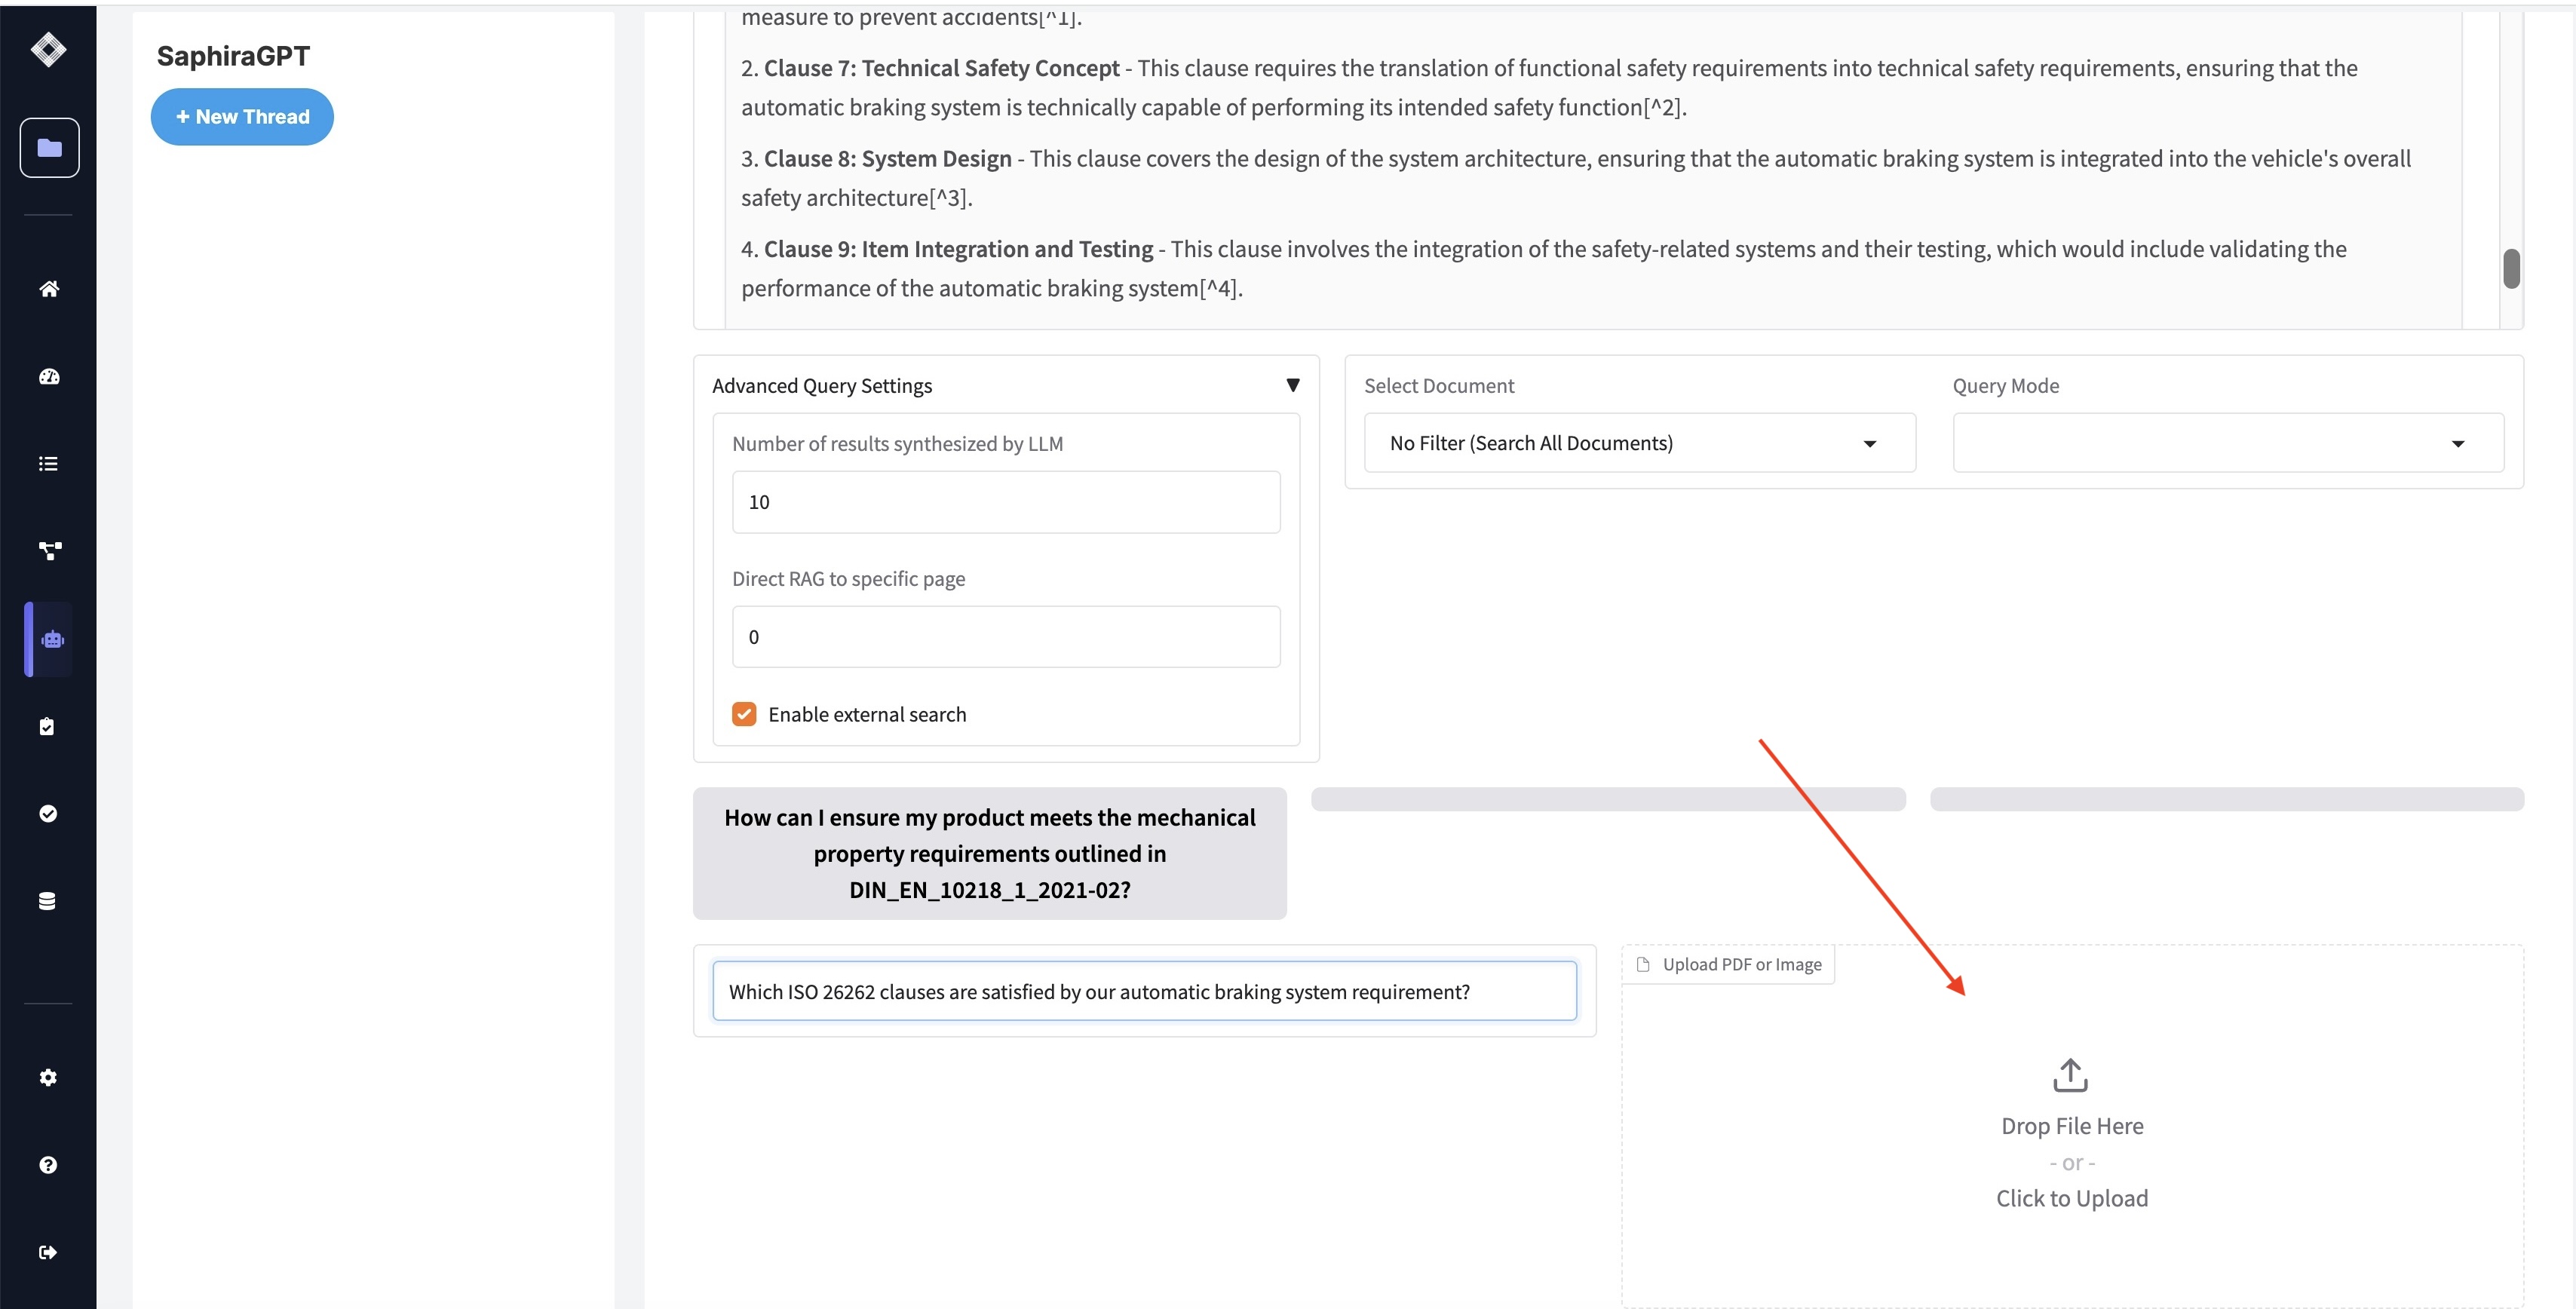 SaphiraGPT
+ New Thread
measure to prevent accidents[^1].
2. Clause 7: Technical Safety Concept - This clause requires the translation of functional safety requirements into technical safety requirements, ensuring that the
automatic braking system is technically capable of performing its intended safety function[^2].
3. Clause 8: System Design - This clause covers the design of the system architecture, ensuring that the automatic braking system is integrated into the vehicle's overall
safety architecture[^3].
4. Clause 9: Item Integration and Testing - This clause involves the integration of the safety-related systems and their testing, which would include validating the
performance of the automatic braking system[^4].
Advanced Query Settings
Number of results synthesized by LLM
10
Direct RAG to specific page
0
Enable external search
Select Document
No Filter (Search All Documents)
Query Mode
How can I ensure my product meets the mechanical
property requirements outlined in
DIN_EN_10218_1_2021-02?
Which ISO 26262 clauses are satisfied by our automatic braking system requirement?
Upload PDF or Image
Drop File Here
- or -
Click to Upload